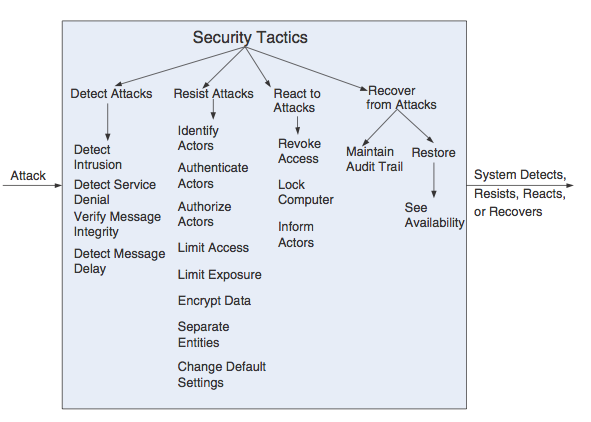 Security Tactics
Detect Attacks
Resist Attacks
React to
Attacks
Recover
from Attacks
Attack
Detect
Intrusion
Detect Service
Denial
Verify Message
Integrity
Detect Message
Delay
Identify
Actors
Authenticate
Actors
Authorize
Actors
Limit Access
Limit Exposure
Encrypt Data
Separate
Entities
Change Default
Settings
Revoke
Access
Lock
Computer
Inform
Actors
Maintain
Audit Trail
Restore
See
Availability
System Detects,
Resists, Reacts,
or Recovers